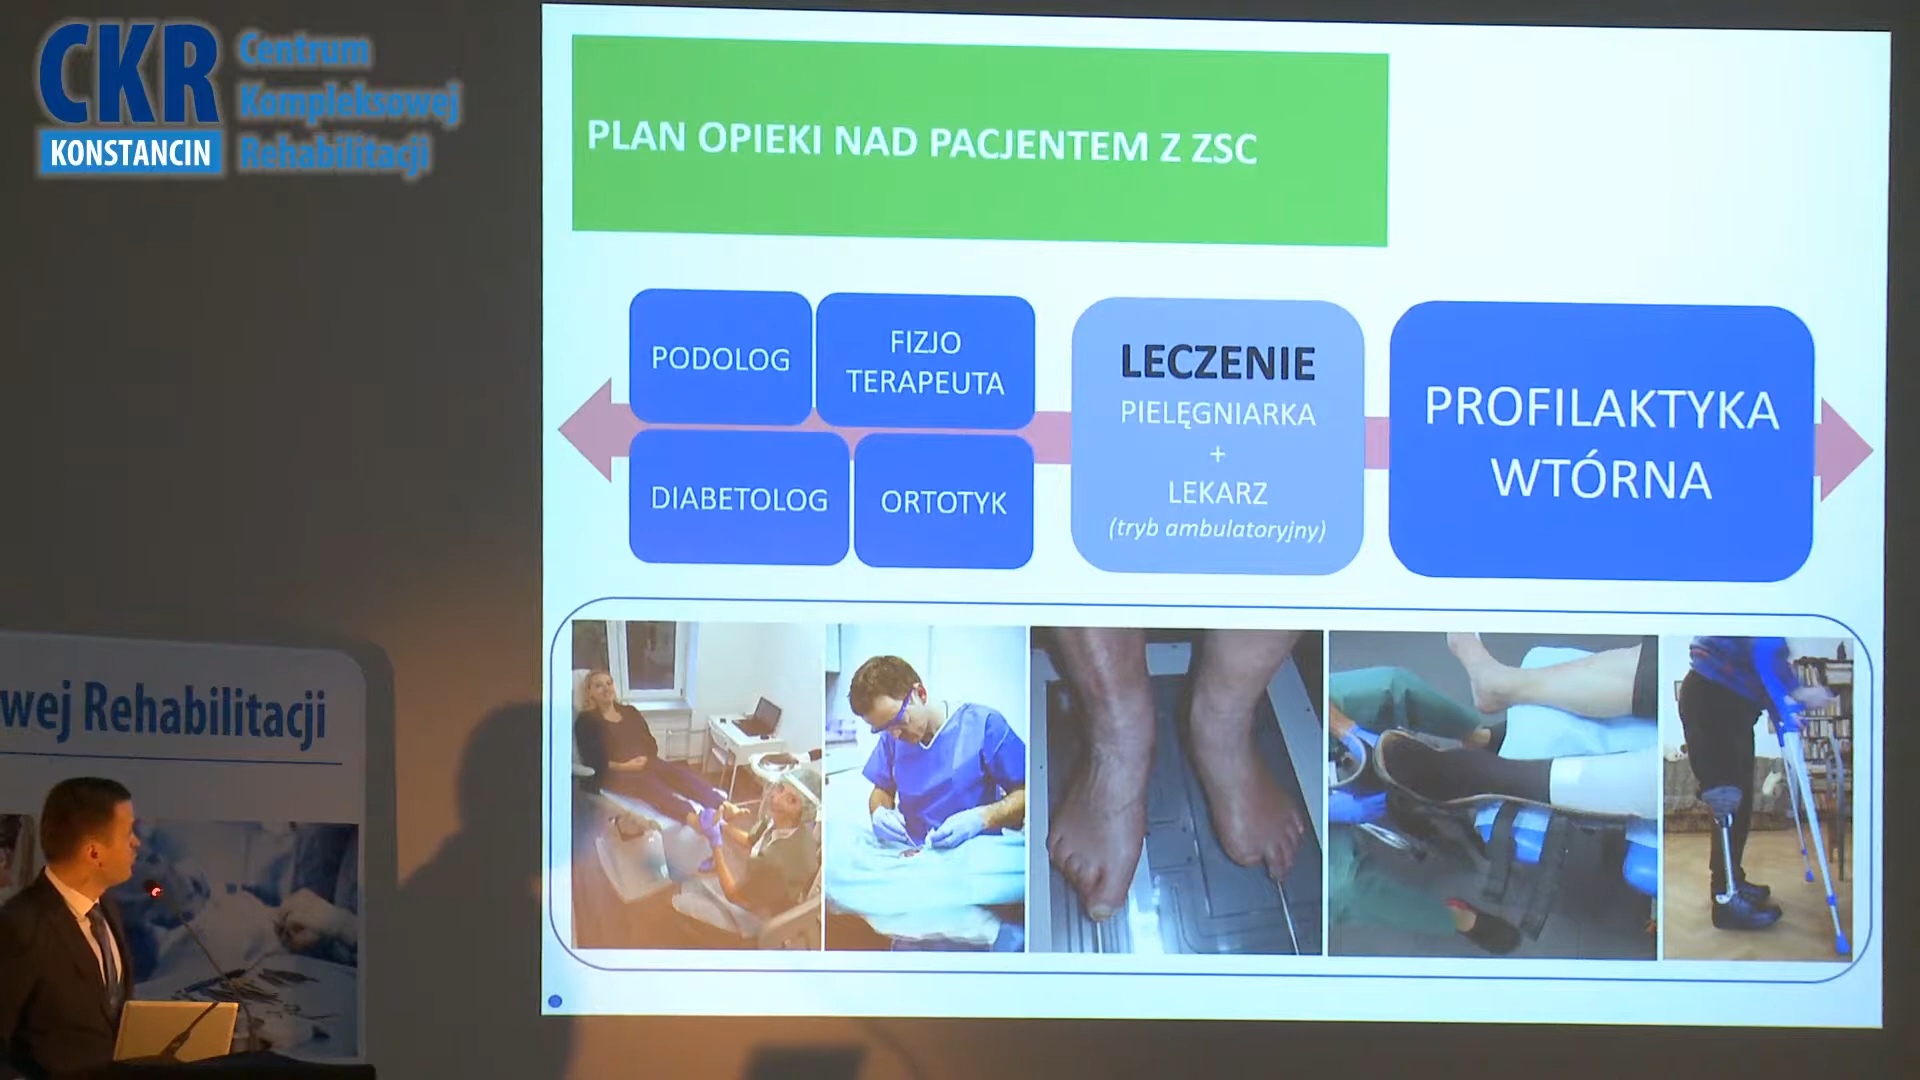 CKR
KONSTANCIN
Centrum
Kompleksowej
Rehabilitacji
PLAN OPIEKI NAD PACJENTEM Z ZSC
PODOLOG
FIZJO
TERAPEUTA
DIABETOLOG
ORTOTYK
LECZENIE
PIELĘGNIARKA
+
LEKARZ
(tryb ambulatoryjny)
PROFILAKTYKA
WTÓRNA
wej Rehabilitacji